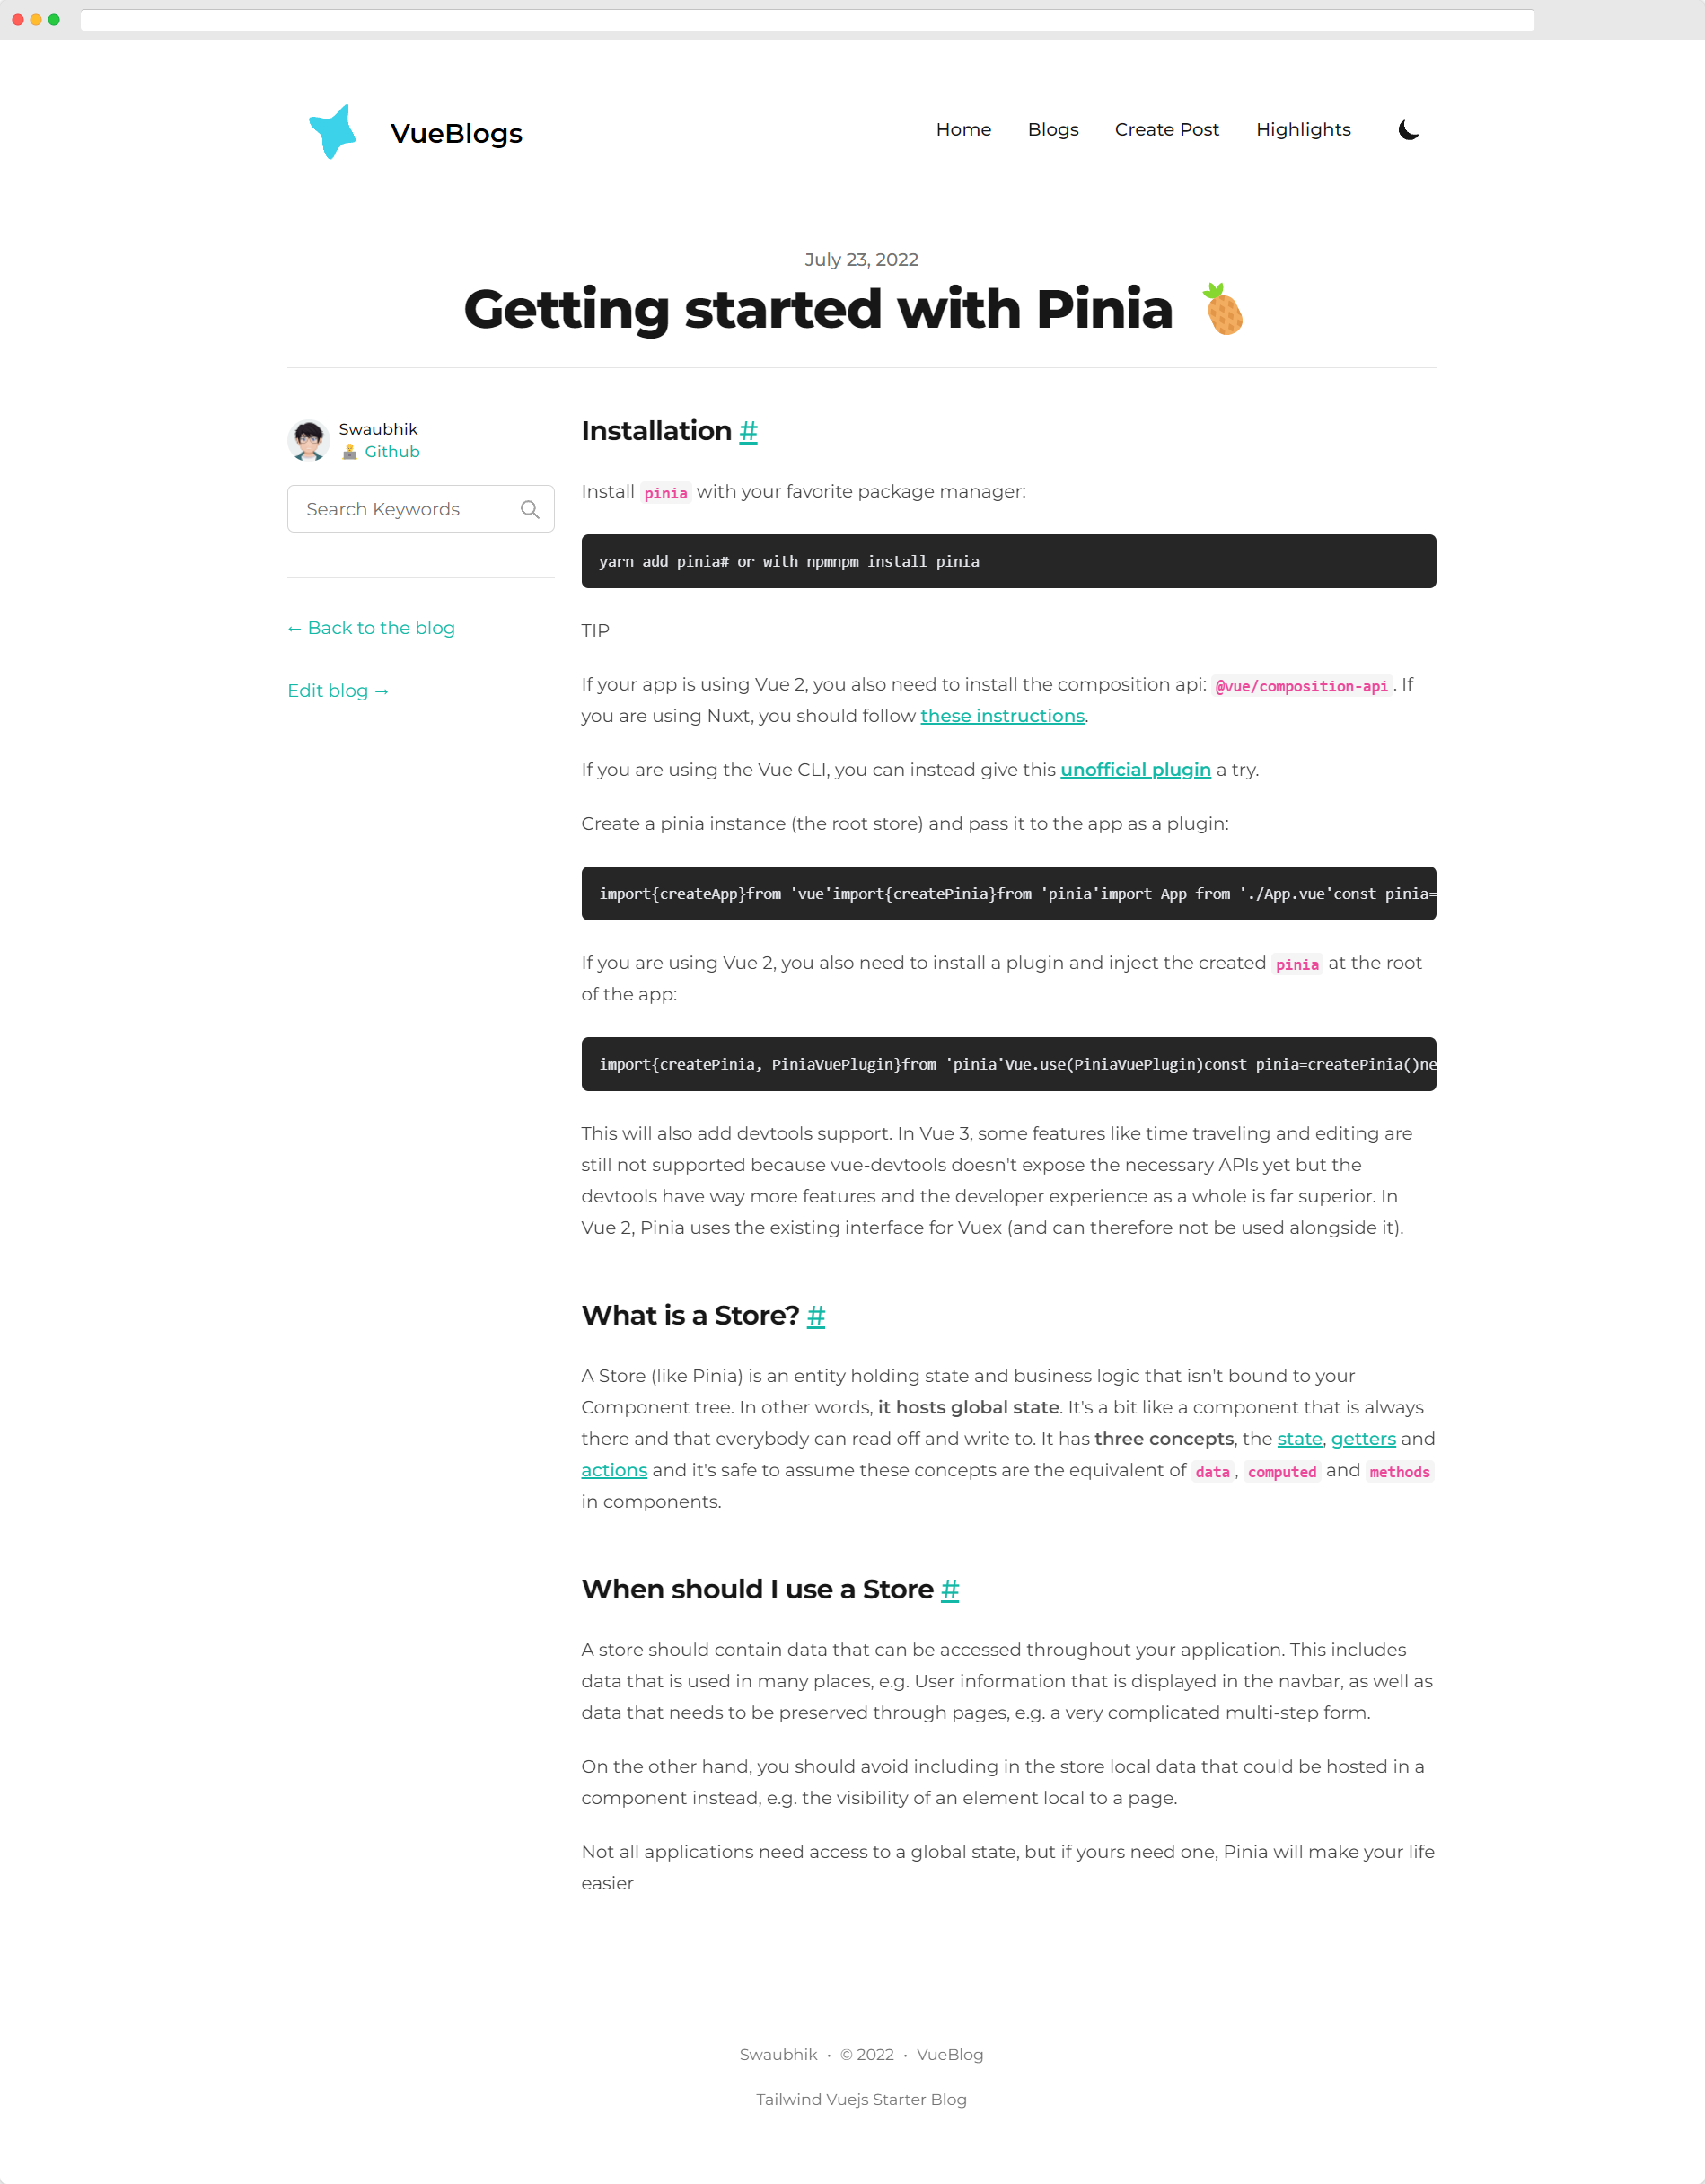 VueBlogs
Home Blogs Create Post Highlights
July 23, 2022
Getting started with Pinia 🍍
Swaubhik
Github
Search Keywords
← Back to the blog
Edit blog →
Installation #
Install pinia with your favorite package manager:
yarn add pinia# or with npmnpm install pinia
TIP
If your app is using Vue 2, you also need to install the composition api: @vue/composition-api. If
you are using Nuxt, you should follow these instructions.
If you are using the Vue CLI, you can instead give this unofficial plugin a try.
Create a pinia instance (the root store) and pass it to the app as a plugin:
import{createApp}from 'vue'import{createPinia}from 'pinia'import App from './App.vue'const pinia=
If you are using Vue 2, you also need to install a plugin and inject the created pinia at the root
of the app:
import{createPinia, PiniaVuePlugin}from 'pinia'Vue.use(PiniaVuePlugin)const pinia=createPinia()ne
This will also add devtools support. In Vue 3, some features like time traveling and editing are
still not supported because vue-devtools doesn't expose the necessary APIs yet but the
devtools have way more features and the developer experience as a whole is far superior. In
Vue 2, Pinia uses the existing interface for Vuex (and can therefore not be used alongside it).
What is a Store? #
A Store (like Pinia) is an entity holding state and business logic that isn't bound to your
Component tree. In other words, it hosts global state. It's a bit like a component that is always
there and that everybody can read off and write to. It has three concepts, the state, getters and
actions and it's safe to assume these concepts are the equivalent of data, computed and methods
in components.
When should I use a Store #
A store should contain data that can be accessed throughout your application. This includes
data that is used in many places, e.g. User information that is displayed in the navbar, as well as
data that needs to be preserved through pages, e.g. a very complicated multi-step form.
On the other hand, you should avoid including in the store local data that could be hosted in a
component instead, e.g. the visibility of an element local to a page.
Not all applications need access to a global state, but if yours need one, Pinia will make your life
easier
Swaubhik • © 2022 • VueBlog
Tailwind Vuejs Starter Blog